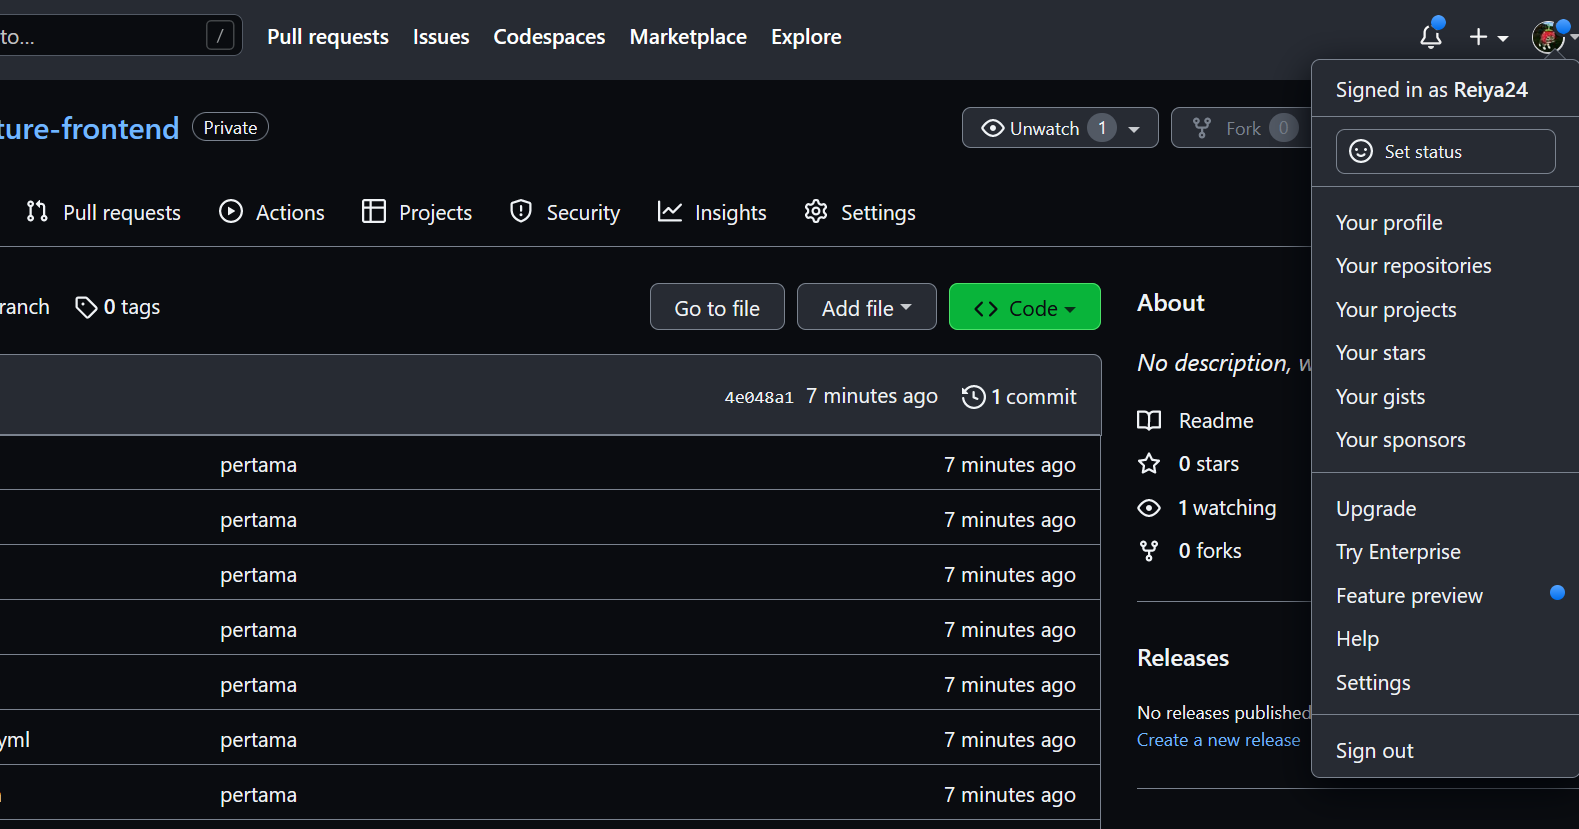 to... /
Pull requests Issues Codespaces Marketplace Explore
Signed in as Reiya24
Set status
Your profile
Your repositories
Your projects
Your stars
Your gists
Your sponsors
Upgrade
Try Enterprise
Feature preview
Help
Settings
Sign out
ture-frontend Private
Unwatch 1
Fork 0
Pull requests Actions Projects Security Insights Settings
ranch 0 tags
Go to file Add file Code
4e048a1 7 minutes ago 1 commit
pertama 7 minutes ago
pertama 7 minutes ago
pertama 7 minutes ago
pertama 7 minutes ago
pertama 7 minutes ago
yml pertama 7 minutes ago
pertama 7 minutes ago
About
No description, w
Readme
0 stars
1 watching
0 forks
Releases
No releases published
Create a new release